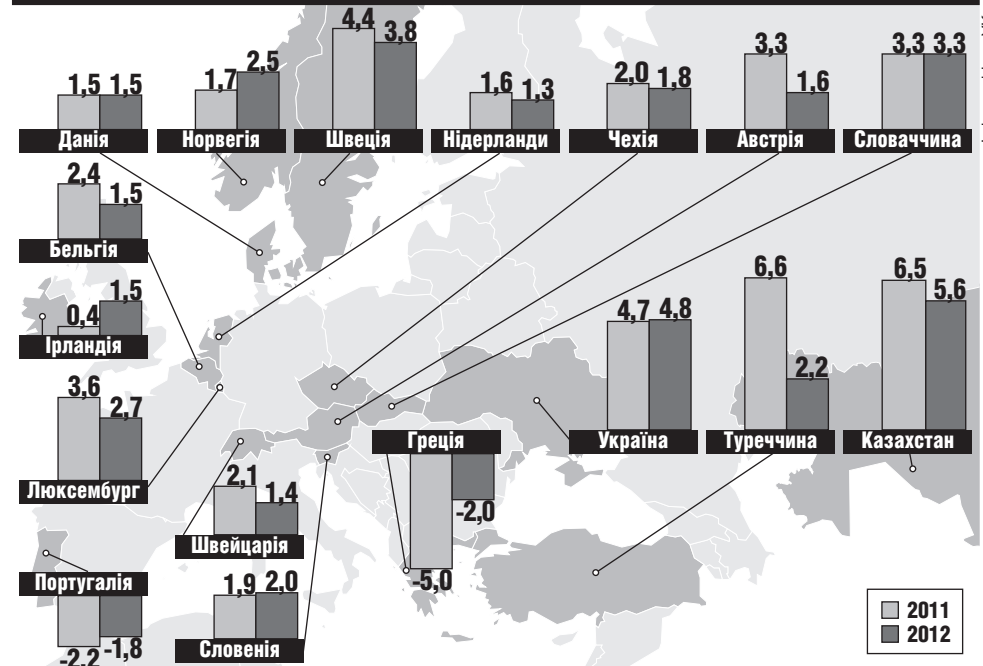 4,4 3,8
1,5 1,5
1,7 2,5
1,6 1,3
2,0 1,8
3,3 1,6
3,3 3,3
Данія
Норвегія
Швеція
Нідерланди
Чехія
Австрія
Словаччина
2,4 1,5
Бельгія
0,4 1,5
Ірландія
4,7 4,8
Україна
6,6 2,2
Туреччина
6,5 5,6
Казахстан
3,6 2,7
Люксембург
Греція
-5,0 -2,0
2,1 1,4
Швейцарія
Португалія
-2,2 -1,8
1,9 2,0
Словенія
2011
2012